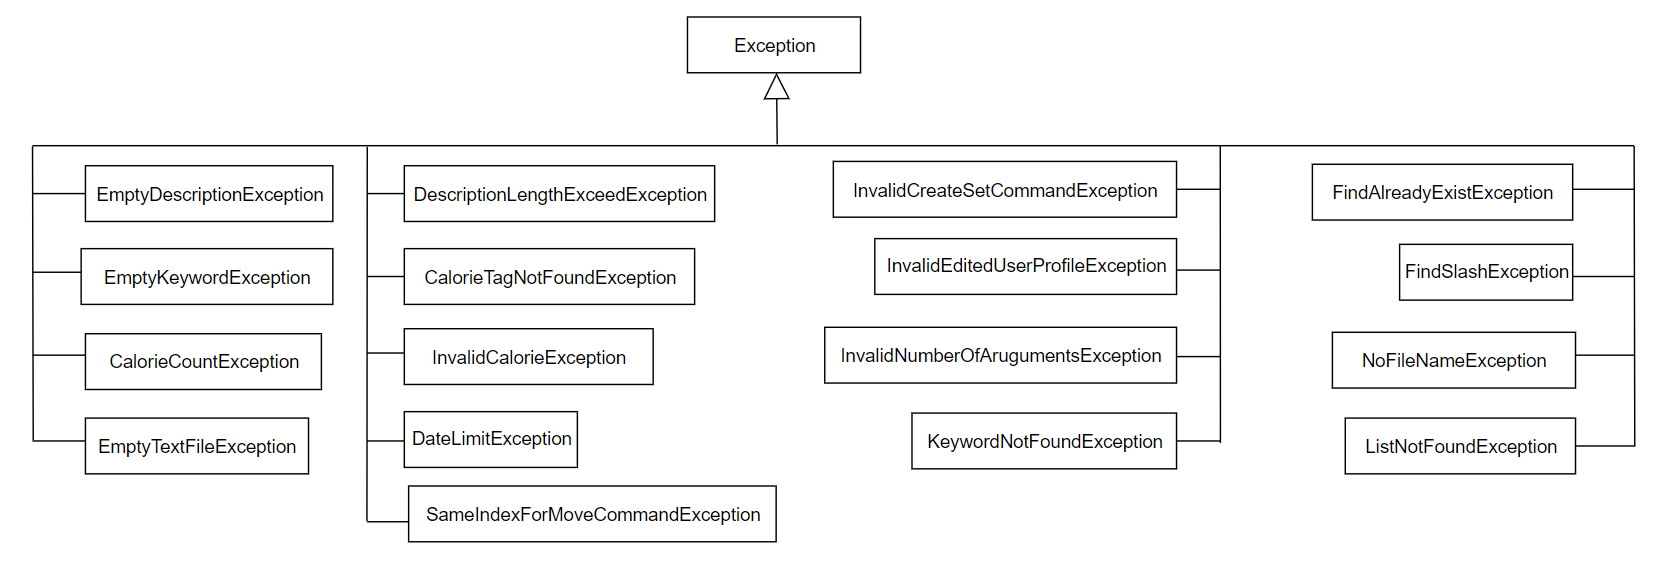 Exception
EmptyDescriptionException
EmptyKeywordException
CalorieCountException
EmptyTextFileException
DescriptionLengthExceedException
CalorieTagNotFoundException
InvalidCalorieException
DateLimitException
SameIndexForMoveCommandException
InvalidCreateSetCommandException
InvalidEditedUserProfileException
InvalidNumberOfArugumentsException
KeywordNotFoundException
FindAlreadyExistException
FindSlashException
NoFileNameException
ListNotFoundException